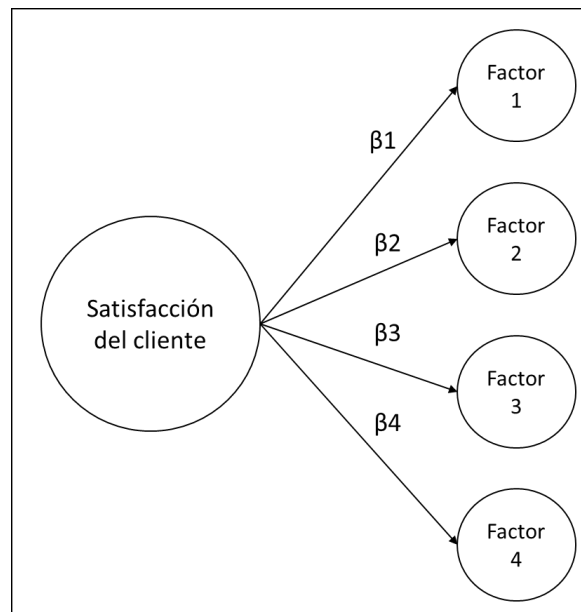 Factor
1
β1
Factor
2
β2
Satisfacción
del cliente
β3
Factor
3
β4
Factor
4